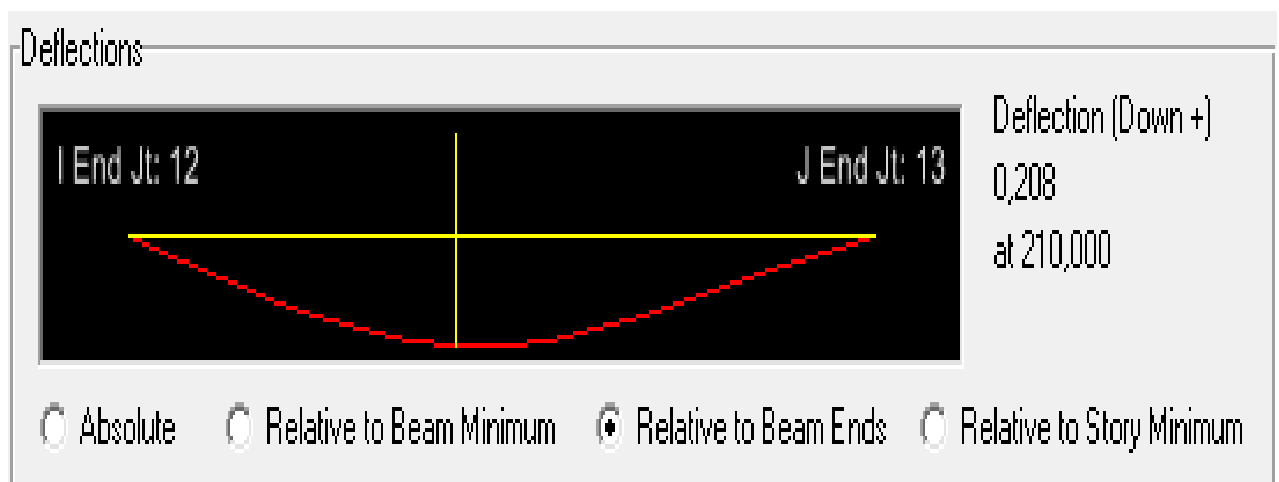 Deflections
I End Jt: 12
J End Jt: 13
Deflection (Down +)
0,208
at 210,000
Absolute
Relative to Beam Minimum
Relative to Beam Ends
Relative to Story Minimum